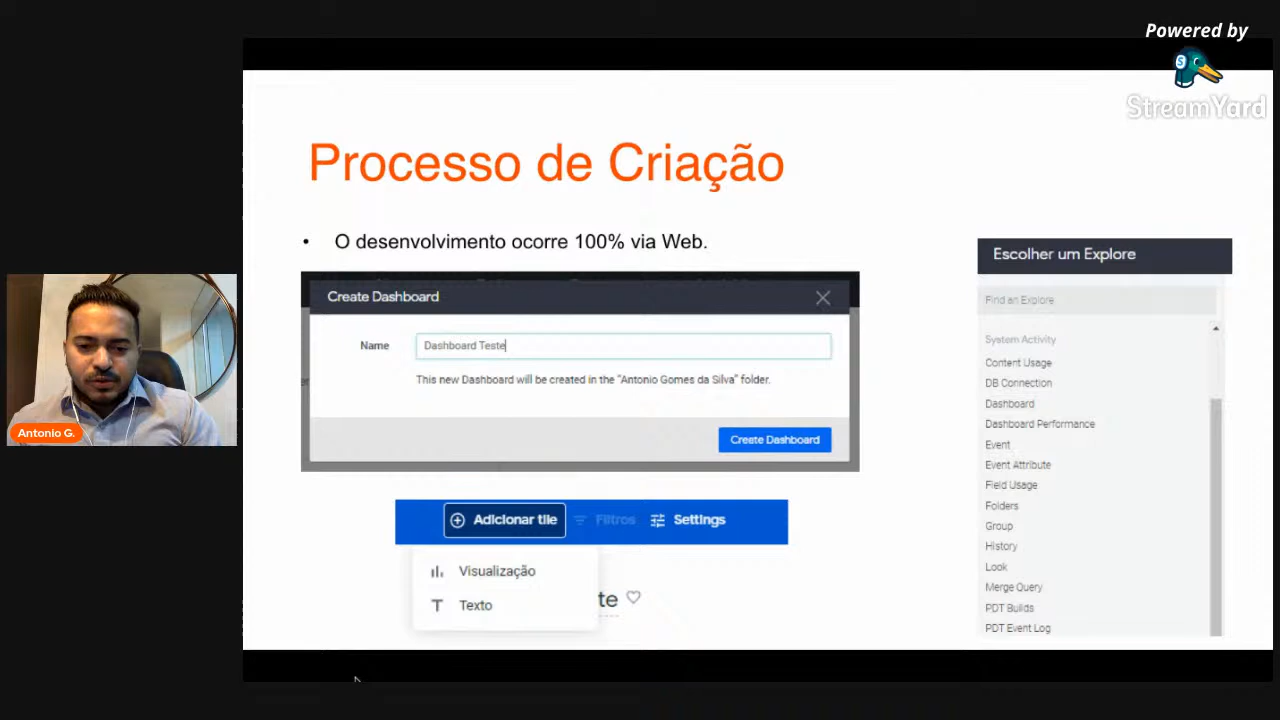 Powered by
StreamYard
Processo de Criação
• O desenvolvimento ocorre 100% via Web.
Create Dashboard
Name
Dashboard Teste
This new Dashboard will be created in the "Antonio Gomes da Silva" folder.
Create Dashboard
Adicionar tile
Filtros
Settings
Visualização
Texto
te
Escolher um Explore
Find an Explore
System Activity
Content Usage
DB Connection
Dashboard
Dashboard Performance
Event
Event Attribute
Field Usage
Folders
Group
History
Look
Merge Query
PDT Builds
PDT Event Log
Antonio G.